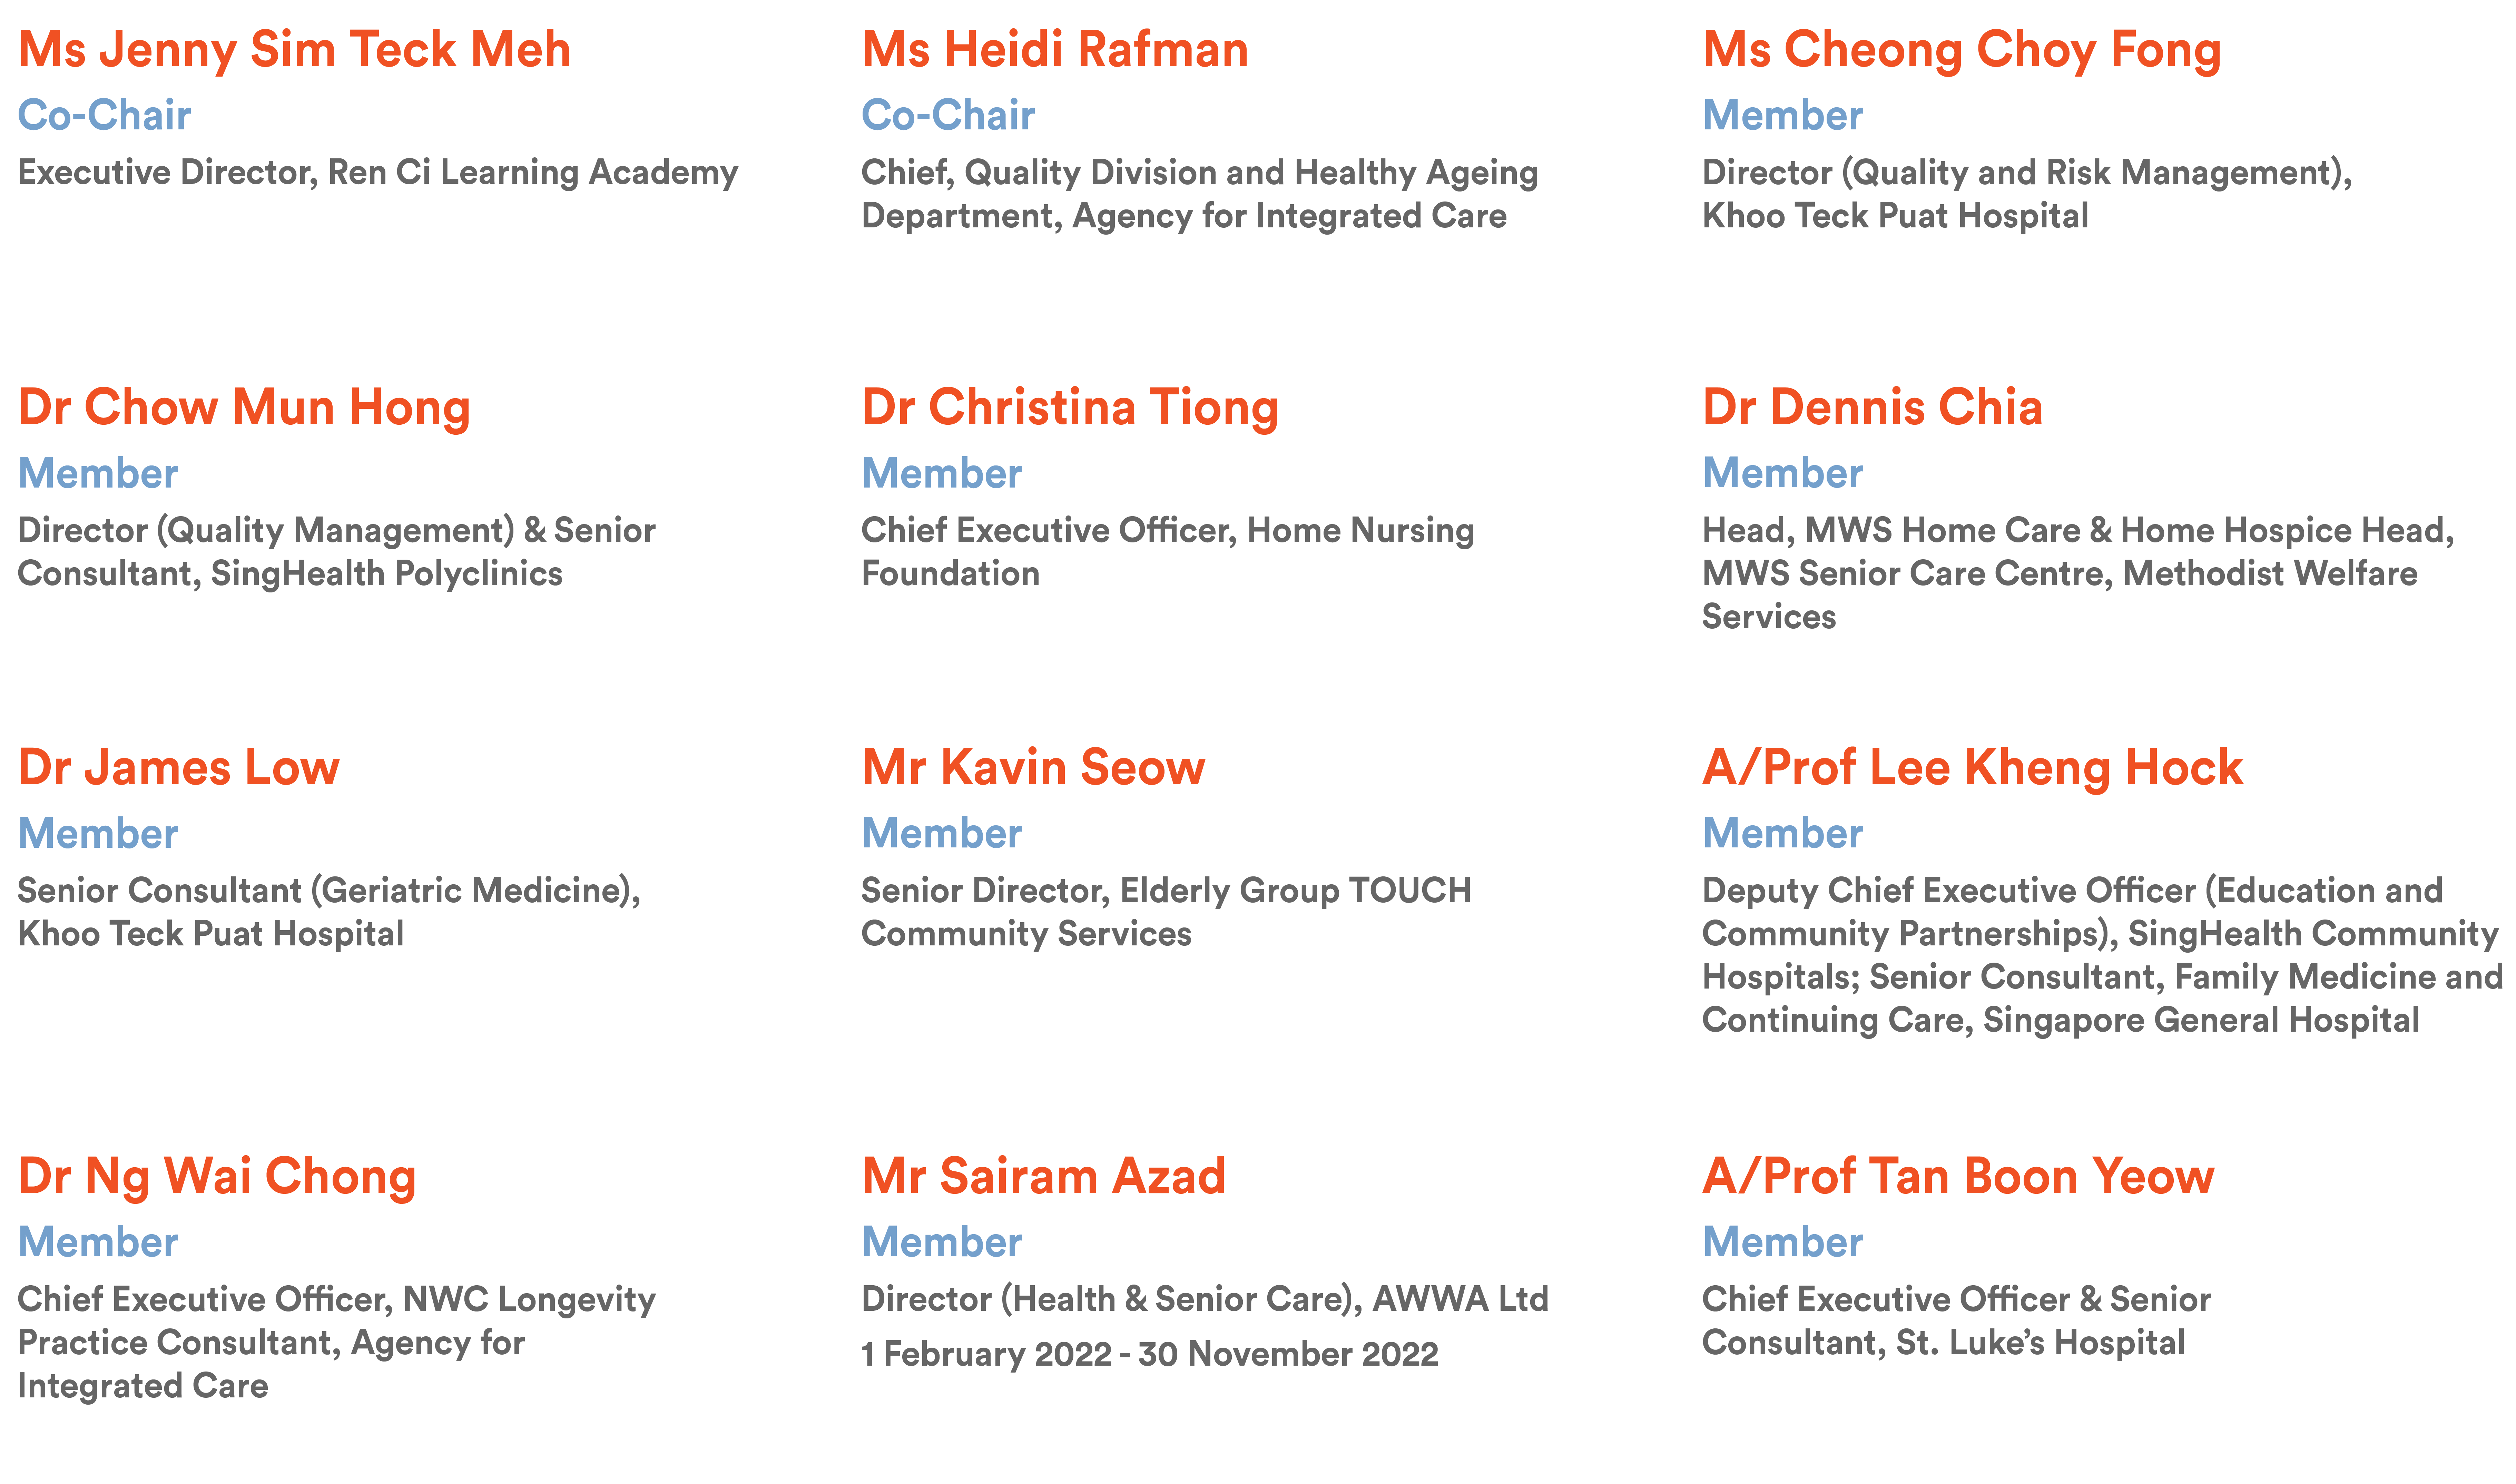 Ms Jenny Sim Teck Meh
Co-Chair
Executive Director, Ren Ci Learning Academy
Ms Heidi Rafman
Co-Chair
Chief, Quality Division and Healthy Ageing
Department, Agency for Integrated Care
Ms Cheong Choy Fong
Member
Director (Quality and Risk Management),
Khoo Teck Puat Hospital
Dr Chow Mun Hong
Member
Director (Quality Management) & Senior
Consultant, SingHealth Polyclinics
Dr Christina Tiong
Member
Chief Executive Officer, Home Nursing
Foundation
Dr Dennis Chia
Member
Head, MWS Home Care & Home Hospice Head,
MWS Senior Care Centre, Methodist Welfare
Services
Dr James Low
Member
Senior Consultant (Geriatric Medicine),
Khoo Teck Puat Hospital
Mr Kavin Seow
Member
Senior Director, Elderly Group TOUCH
Community Services
A/Prof Lee Kheng Hock
Member
Deputy Chief Executive Officer (Education and
Community Partnerships), SingHealth Community
Hospitals; Senior Consultant, Family Medicine and
Continuing Care, Singapore General Hospital
Dr Ng Wai Chong
Member
Chief Executive Officer, NWC Longevity
Practice Consultant, Agency for
Integrated Care
Mr Sairam Azad
Member
Director (Health & Senior Care), AWWA Ltd
1 February 2022 - 30 November 2022
A/Prof Tan Boon Yeow
Member
Chief Executive Officer & Senior
Consultant, St. Luke’s Hospital